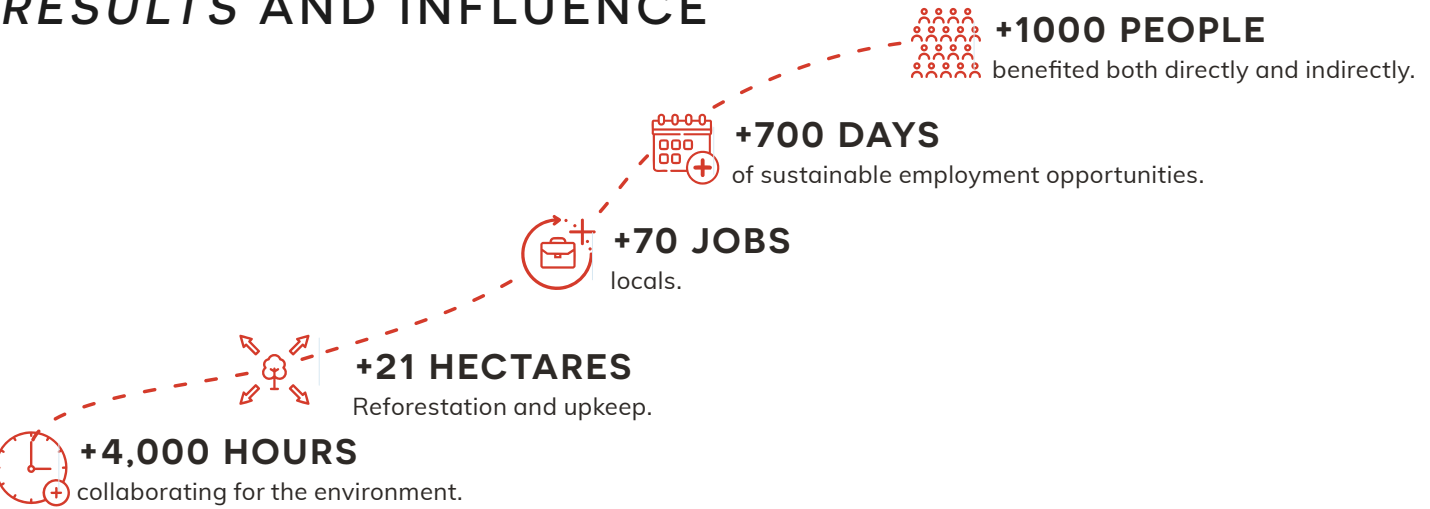 RESULTS AND INFLUENCE
+1000 PEOPLE
benefited both directly and indirectly.
+700 DAYS
of sustainable employment opportunities.
+70 JOBS
locals.
+21 HECTARES
Reforestation and upkeep.
+4,000 HOURS
collaborating for the environment.